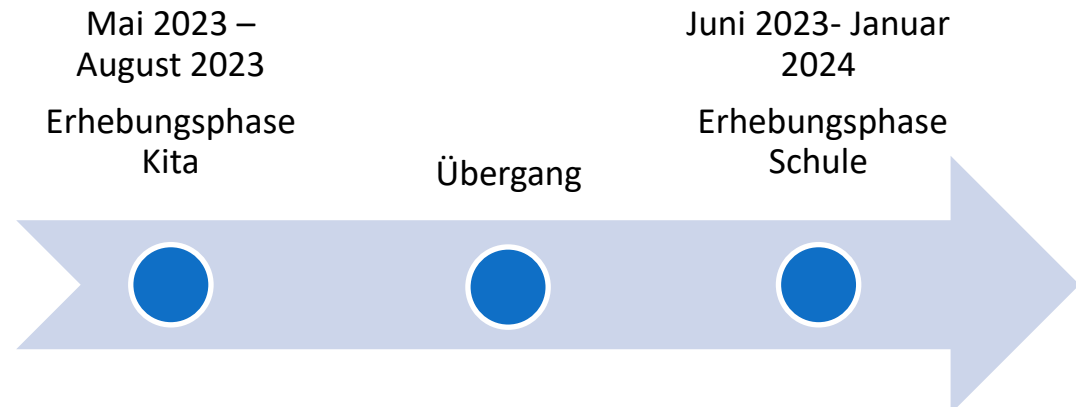 Mai 2023 –
August 2023
Erhebungsphase
Kita
Übergang
Juni 2023- Januar
2024
Erhebungsphase
Schule